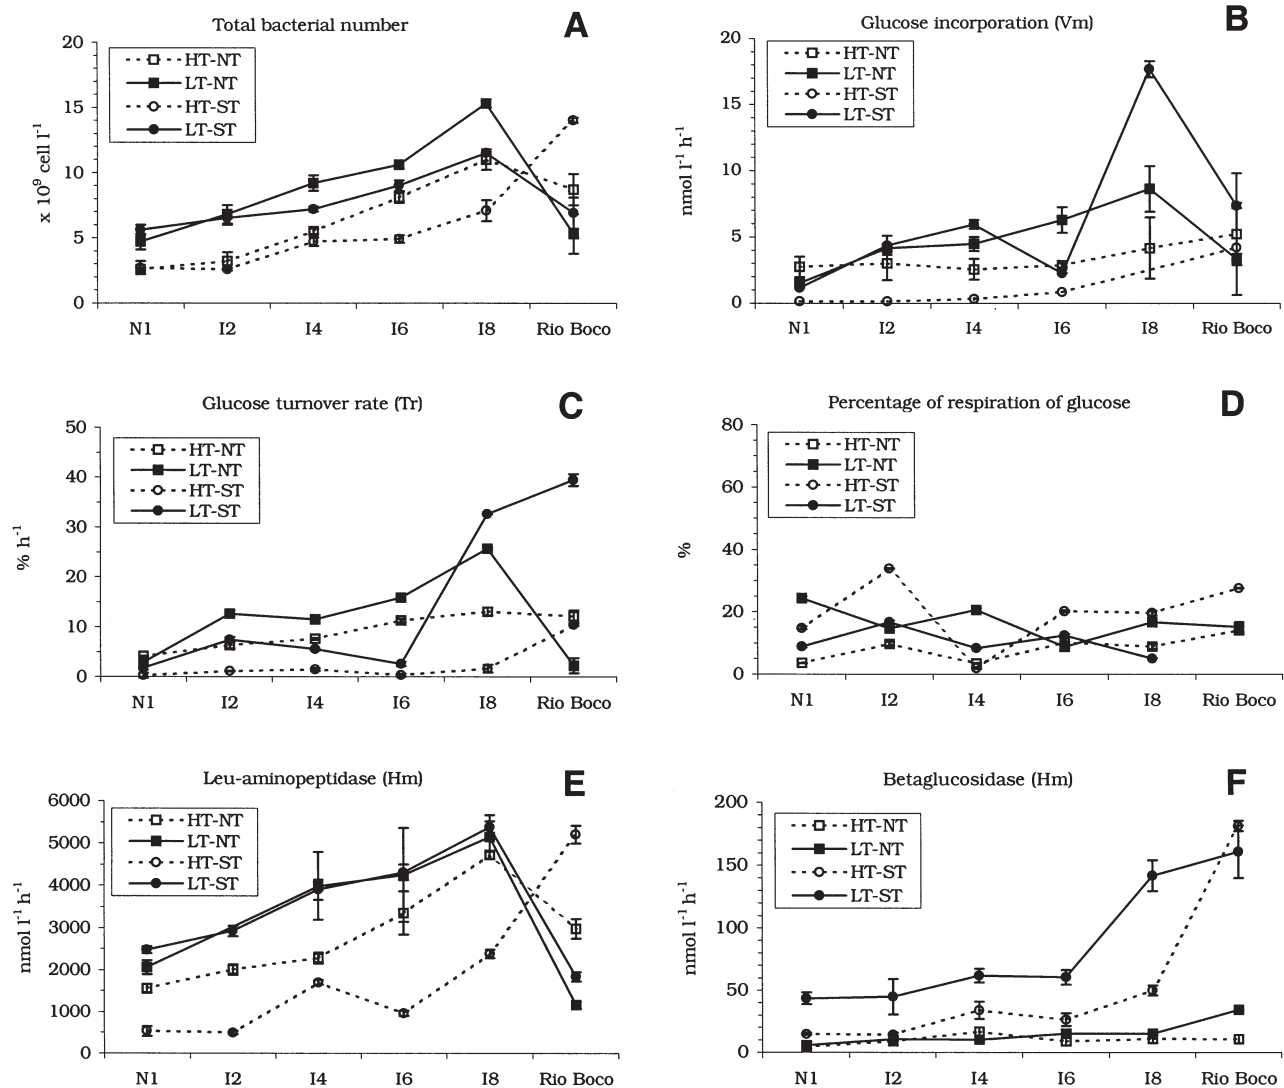 Total bacterial number
A
x 10⁹ cell l⁻¹
20
15
10
5
0
HT-NT
LT-NT
HT-ST
LT-ST
N1 I2 I4 I6 I8 Rio Boco
Glucose incorporation (Vm)
B
nmol l⁻¹ h⁻¹
20
15
10
5
0
HT-NT
LT-NT
HT-ST
LT-ST
N1 I2 I4 I6 I8 Rio Boco
Glucose turnover rate (Tr)
C
% h⁻¹
50
40
30
20
10
0
HT-NT
LT-NT
HT-ST
LT-ST
N1 I2 I4 I6 I8 Rio Boco
Percentage of respiration of glucose
D
%
80
60
40
20
0
HT-NT
LT-NT
HT-ST
LT-ST
N1 I2 I4 I6 I8 Rio Boco
Leu-aminopeptidase (Hm)
E
nmol l⁻¹ h⁻¹
6000
5000
4000
3000
2000
1000
0
HT-NT
LT-NT
HT-ST
LT-ST
N1 I2 I4 I6 I8 Rio Boco
Betaglucosidase (Hm)
F
nmol l⁻¹ h⁻¹
200
150
100
50
0
HT-NT
LT-NT
HT-ST
LT-ST
N1 I2 I4 I6 I8 Rio Boco